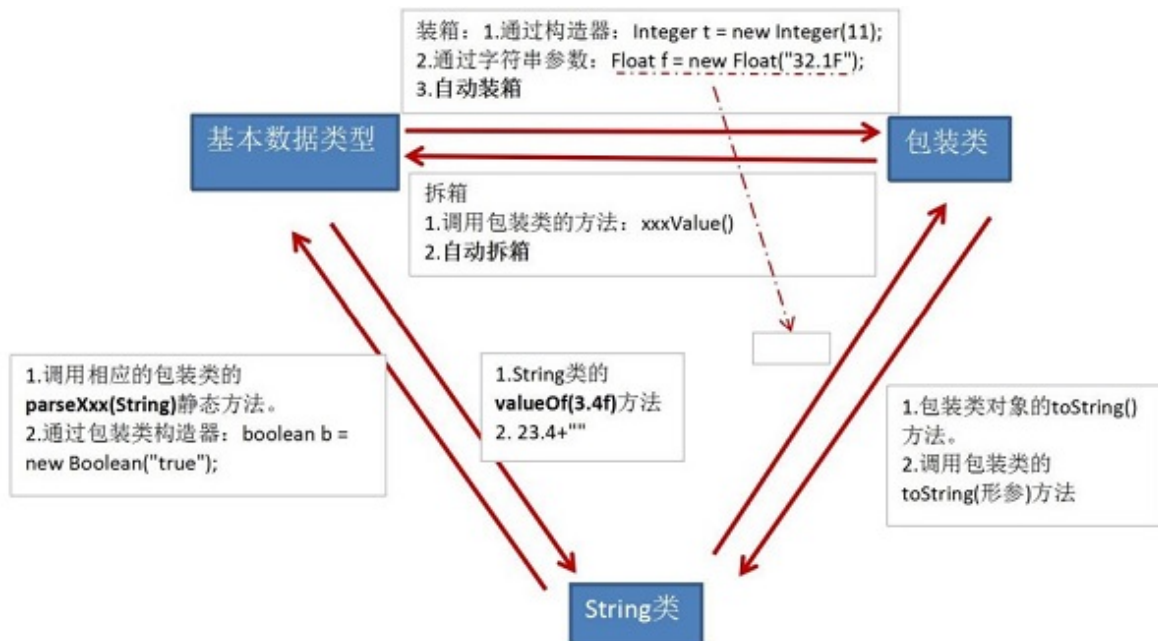 装箱：1.通过构造器：Integer t = new Integer(11);
2.通过字符串参数：Float f = new Float("32.1F");
3.自动装箱
基本数据类型
包装类
拆箱
1.调用包装类的方法：xxxValue()
2.自动拆箱
1.调用相应的包装类的
parseXxx(String)静态方法。
2.通过包装类构造器：boolean b =
new Boolean("true");
1.String类的
valueOf(3.4f)方法
2. 23.4+""
1.包装类对象的toString()
方法。
2.调用包装类的
toString(形参)方法
String类